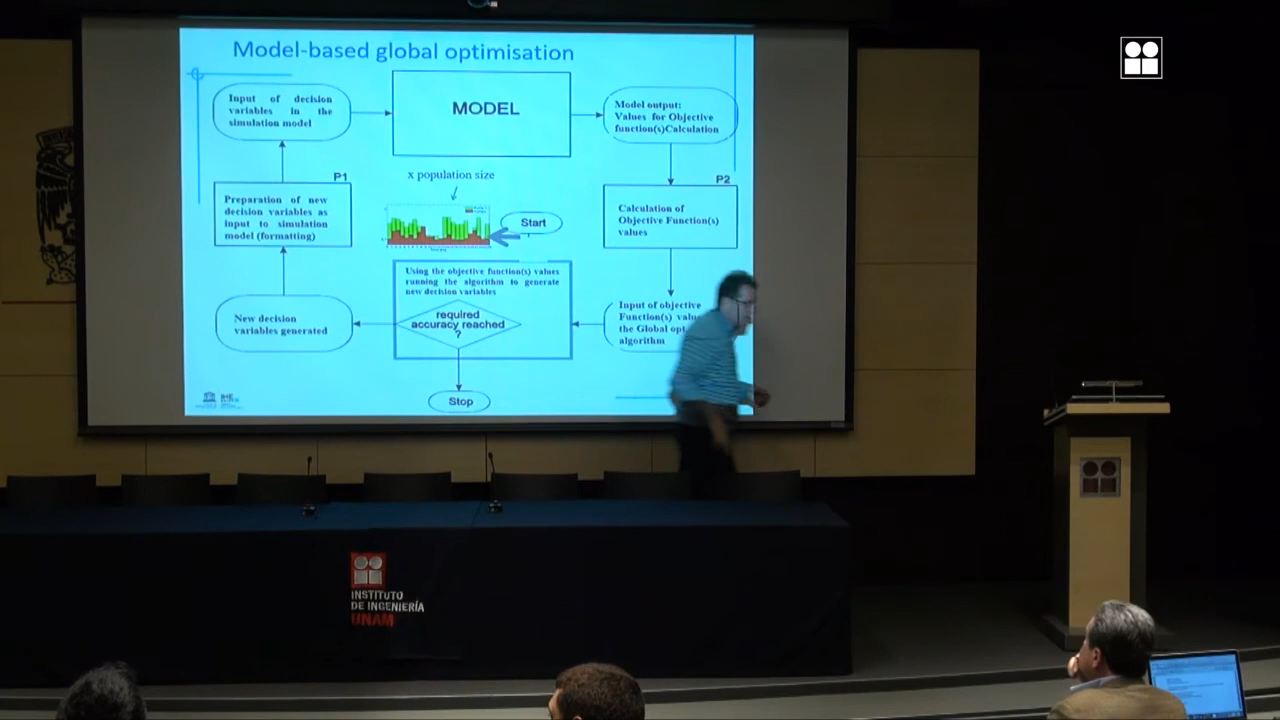 Model-based global optimisation
Input of decision
variables in the
simulation model
MODEL
Model output:
Values for Objective
function(s)Calculation
P1
Preparation of new
decision variables as
input to simulation
model (formatting)
x population size
Start
P2
Calculation of
Objective Function(s)
values
Using the objective function(s) values
running the algorithm to generate
new decision variables
required
accuracy reached
?
New decision
variables generated
Input of objective
Function(s)
the Global
algorithm
Stop
IHE
INSTITUTO
DE INGENIERÍA
UNAM